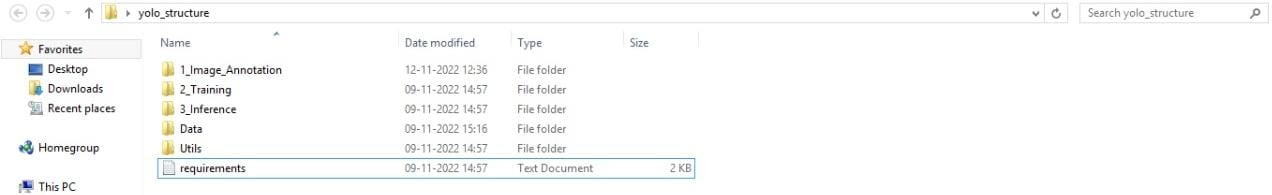 yolo_structure
Search yolo_structure
Favorites
Desktop
Downloads
Recent places
Homegroup
This PC
Name Date modified Type Size
1_Image_Annotation 12-11-2022 12:36 File folder
2_Training 09-11-2022 14:57 File folder
3_Inference 09-11-2022 14:57 File folder
Data 09-11-2022 15:16 File folder
Utils 09-11-2022 14:57 File folder
requirements 09-11-2022 14:57 Text Document 2 KB